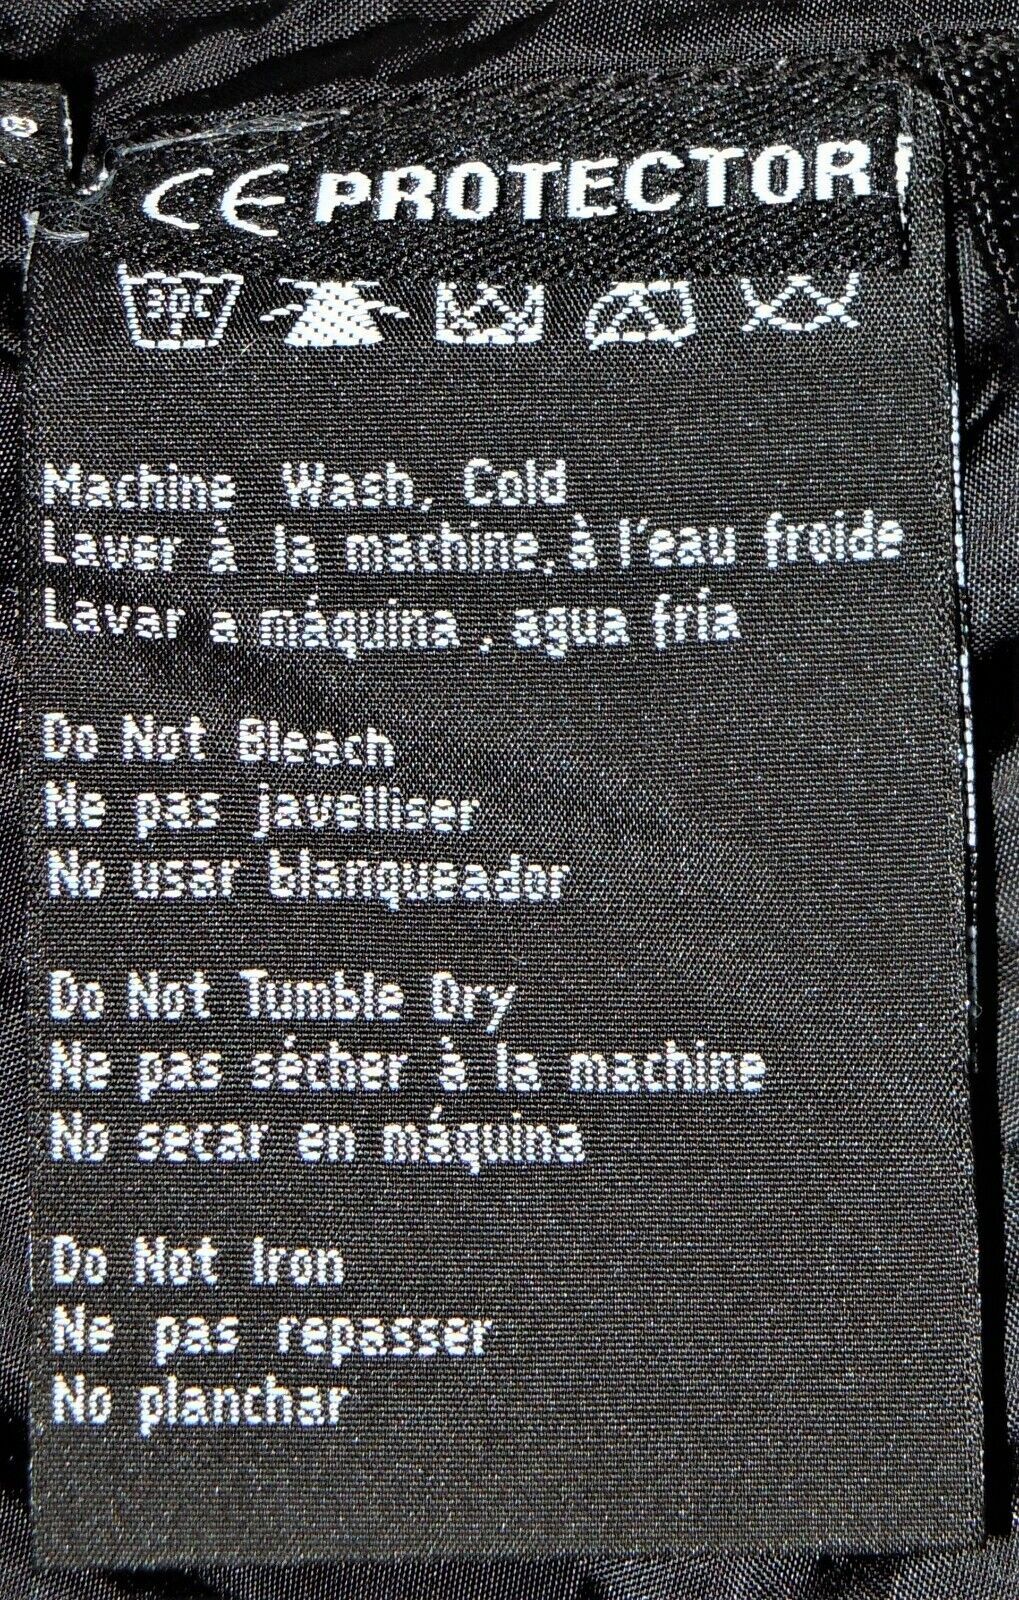 CE PROTECTOR
Machine Wash, Cold
Laver à la machine, à l'eau froide
Lavar a máquina , agua fría
Do Not Bleach
Ne pas javelliser
No usar blanqueador
Do Not Tumble Dry
Ne pas sécher à la machine
No secar en máquina
Do Not Iron
Ne pas repasser
No planchar